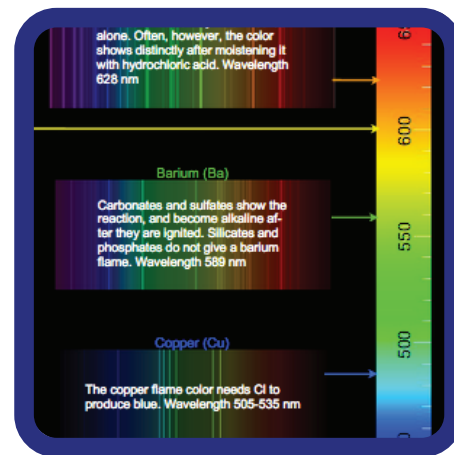 alone. Often, however, the color
shows distinctly after moistening it
with hydrochloric acid. Wavelength
628 nm
600
Barium (Ba)
Carbonates and sulfates show the
reaction, and become alkaline af-
ter they are ignited. Silicates and
phosphates do not give a barium
flame. Wavelength 589 nm
550
Copper (Cu)
500
The copper flame color needs Cl to
produce blue. Wavelength 505-535 nm